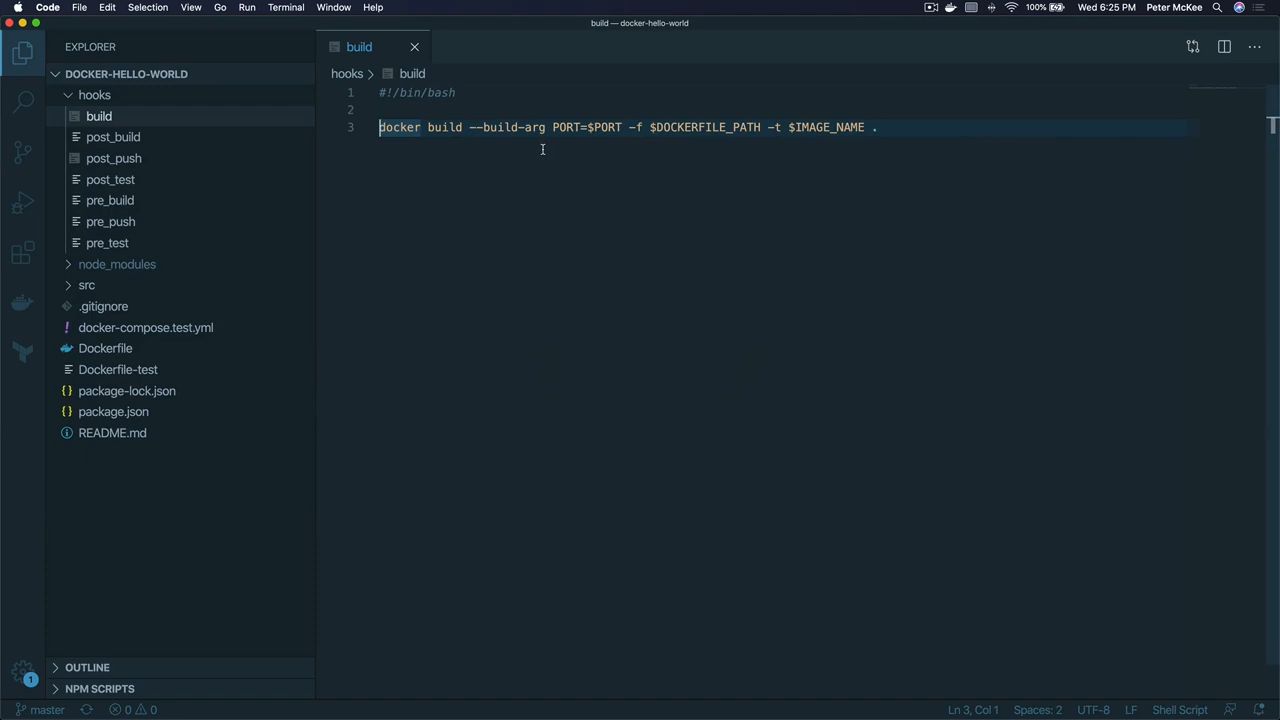 Code File Edit Selection View Go Run Terminal Window Help 100% Wed 6:25 PM Peter McKee
build — docker-hello-world
EXPLORER
DOCKER-HELLO-WORLD
hooks
build
post_build
post_push
post_test
pre_build
pre_push
pre_test
node_modules
src
.gitignore
! docker-compose.test.yml
Dockerfile
Dockerfile-test
{} package-lock.json
{} package.json
README.md
OUTLINE
NPM SCRIPTS
build
hooks > build
1 #!/bin/bash
2
3 docker build --build-arg PORT=$PORT -f $DOCKERFILE_PATH -t $IMAGE_NAME .
1
master 0 0 Ln 3, Col 1 Spaces: 2 UTF-8 LF Shell Script